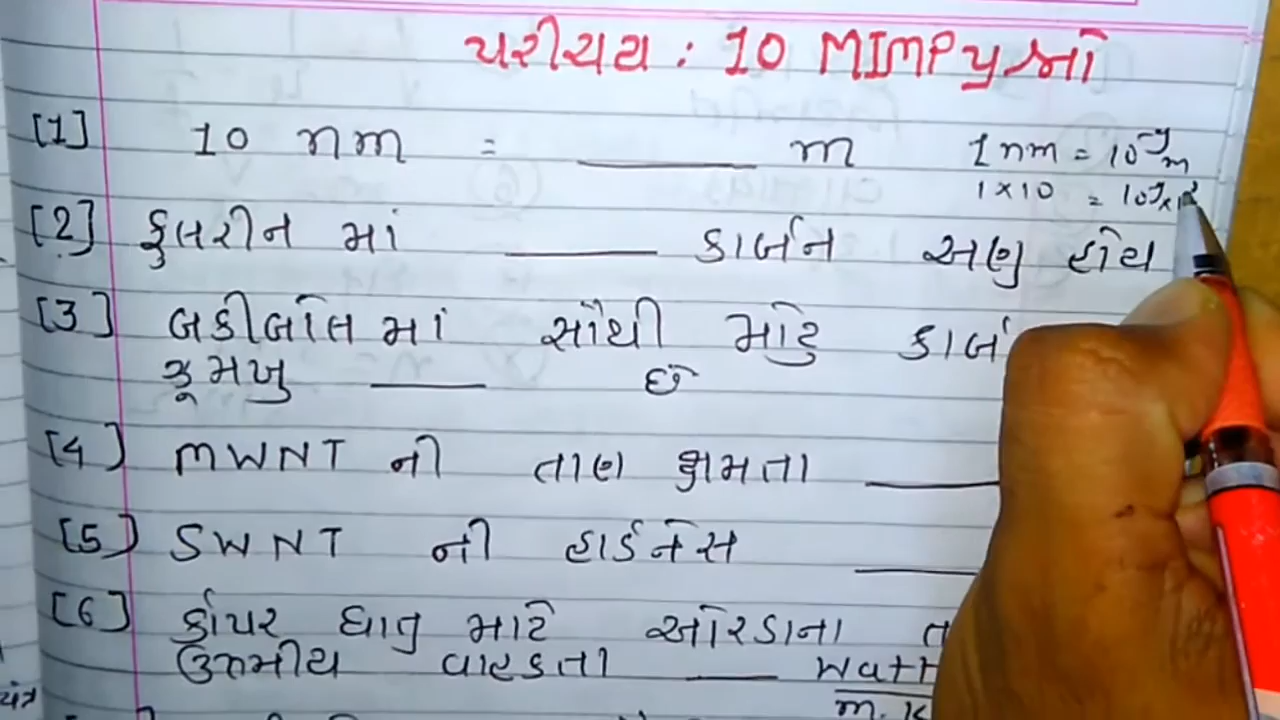 પરીચય : 10 MIMP પ્રશ્નો
[1] 10 nm = ______ m 1 nm = 10⁻⁹ m
1 × 10 = 10⁻⁹ ×
[2] ફુલરીન માં ______ કાર્બન અણુ હોય
[3] બકીબોલ માં સૌથી મોટુ કાર્બ
ઝૂમખુ ______ છે
[4] MWNT ની તાણ ક્ષમતા ______
[5] SWNT ની હાર્ડનેસ ______
[6] કોપર ધાતુ માટે ઓરડાના ત
ઉષ્મીય વાહકતા ______ Watt
m. K